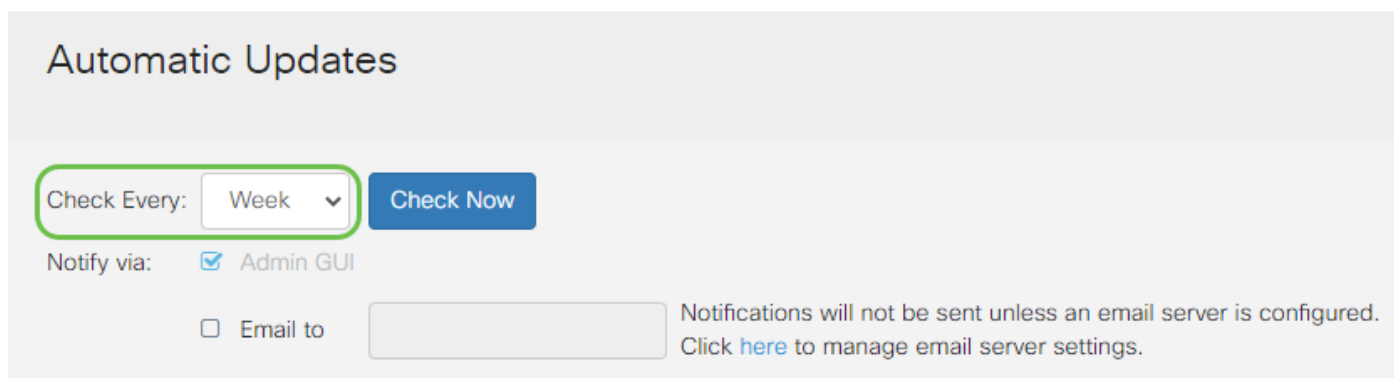 Automatic Updates
Check Every: Week Check Now
Notify via: Admin GUI
Email to
Notifications will not be sent unless an email server is configured.
Click here to manage email server settings.